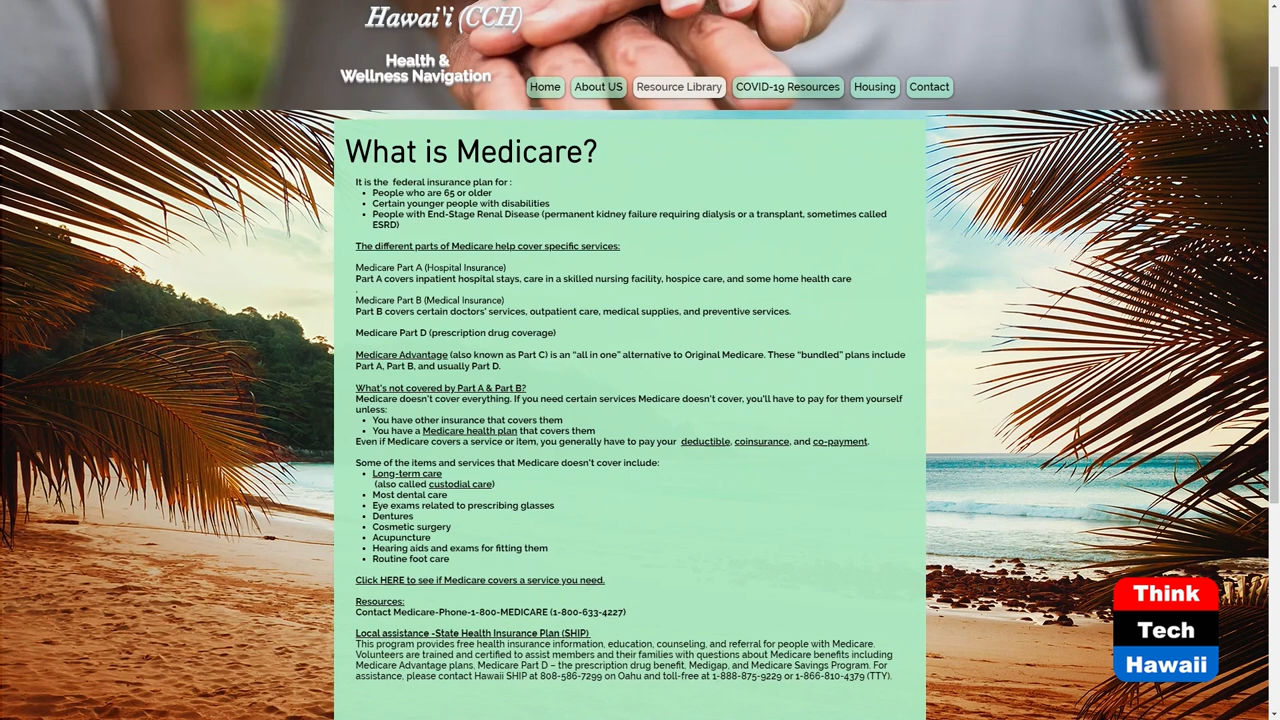 Hawai'i (CCH)
Health &
Wellness Navigation
Home
About US
Resource Library
COVID-19 Resources
Housing
Contact
What is Medicare?
It is the  federal insurance plan for :
• People who are 65 or older
• Certain younger people with disabilities
• People with End-Stage Renal Disease (permanent kidney failure requiring dialysis or a transplant, sometimes called
ESRD)
The different parts of Medicare help cover specific services:
Medicare Part A (Hospital Insurance)
Part A covers inpatient hospital stays, care in a skilled nursing facility, hospice care, and some home health care
.
Medicare Part B (Medical Insurance)
Part B covers certain doctors' services, outpatient care, medical supplies, and preventive services.
Medicare Part D (prescription drug coverage)
Medicare Advantage (also known as Part C) is an “all in one” alternative to Original Medicare. These “bundled” plans include
Part A, Part B, and usually Part D.
What's not covered by Part A & Part B?
Medicare doesn't cover everything. If you need certain services Medicare doesn't cover, you'll have to pay for them yourself
unless:
• You have other insurance that covers them
• You have a Medicare health plan that covers them
Even if Medicare covers a service or item, you generally have to pay your  deductible, coinsurance, and co-payment.
Some of the items and services that Medicare doesn't cover include:
• Long-term care
(also called custodial care)
• Most dental care
• Eye exams related to prescribing glasses
• Dentures
• Cosmetic surgery
• Acupuncture
• Hearing aids and exams for fitting them
• Routine foot care
Click HERE to see if Medicare covers a service you need.
Resources:
Contact Medicare-Phone-1-800-MEDICARE (1-800-633-4227)
Local assistance -State Health Insurance Plan (SHIP)
This program provides free health insurance information, education, counseling, and referral for people with Medicare.
Volunteers are trained and certified to assist members and their families with questions about Medicare benefits including
Medicare Advantage plans, Medicare Part D – the prescription drug benefit, Medigap, and Medicare Savings Program. For
assistance, please contact Hawaii SHIP at 808-586-7299 on Oahu and toll-free at 1-888-875-9229 or 1-866-810-4379 (TTY).
Think
Tech
Hawaii